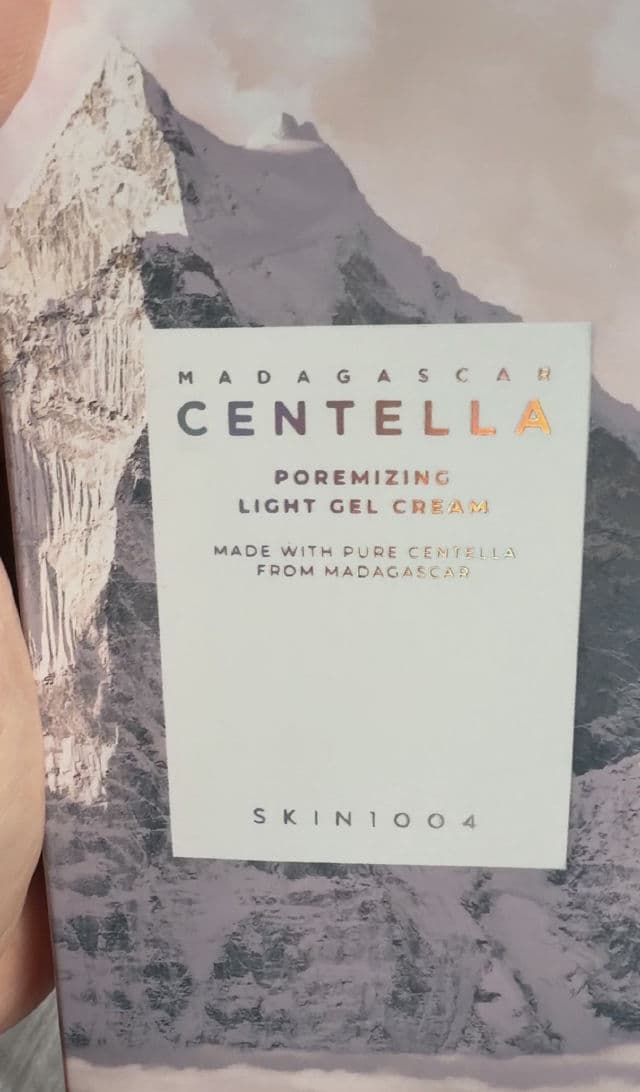 MADAGASCAR
CENTELLA
POREMIZING
LIGHT GEL CREAM
MADE WITH PURE CENTELLA
FROM MADAGASCAR
SKIN1004